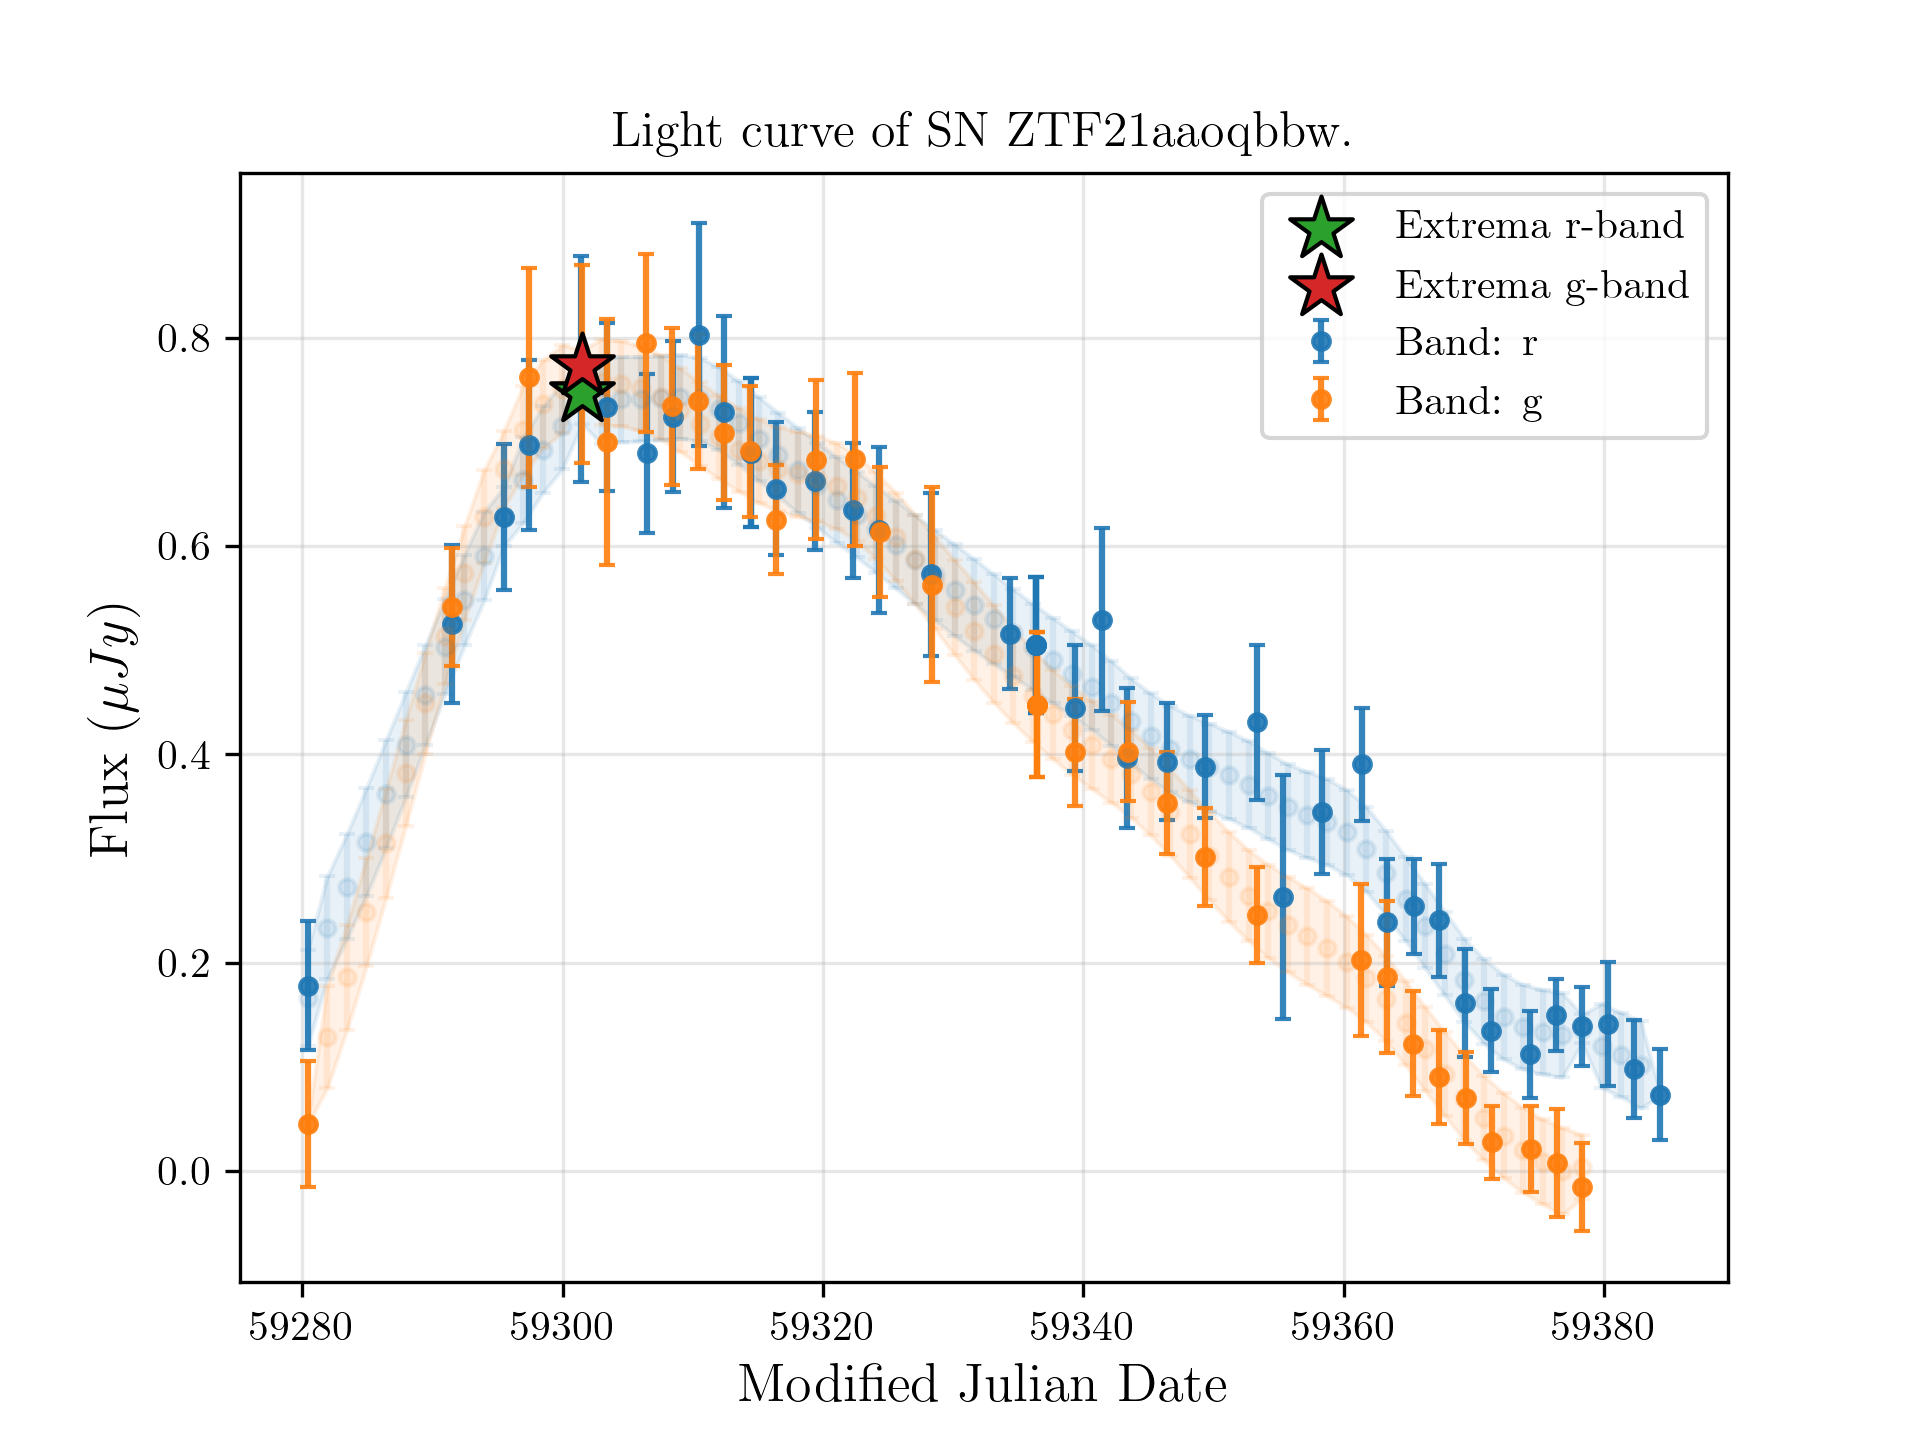 Light curve of SN ZTF21aaoqbbw.
Extrema r-band
Extrema g-band
Band: r
Band: g
Flux (μJy)
0.8
0.6
0.4
0.2
0.0
59280 59300 59320 59340 59360 59380
Modified Julian Date